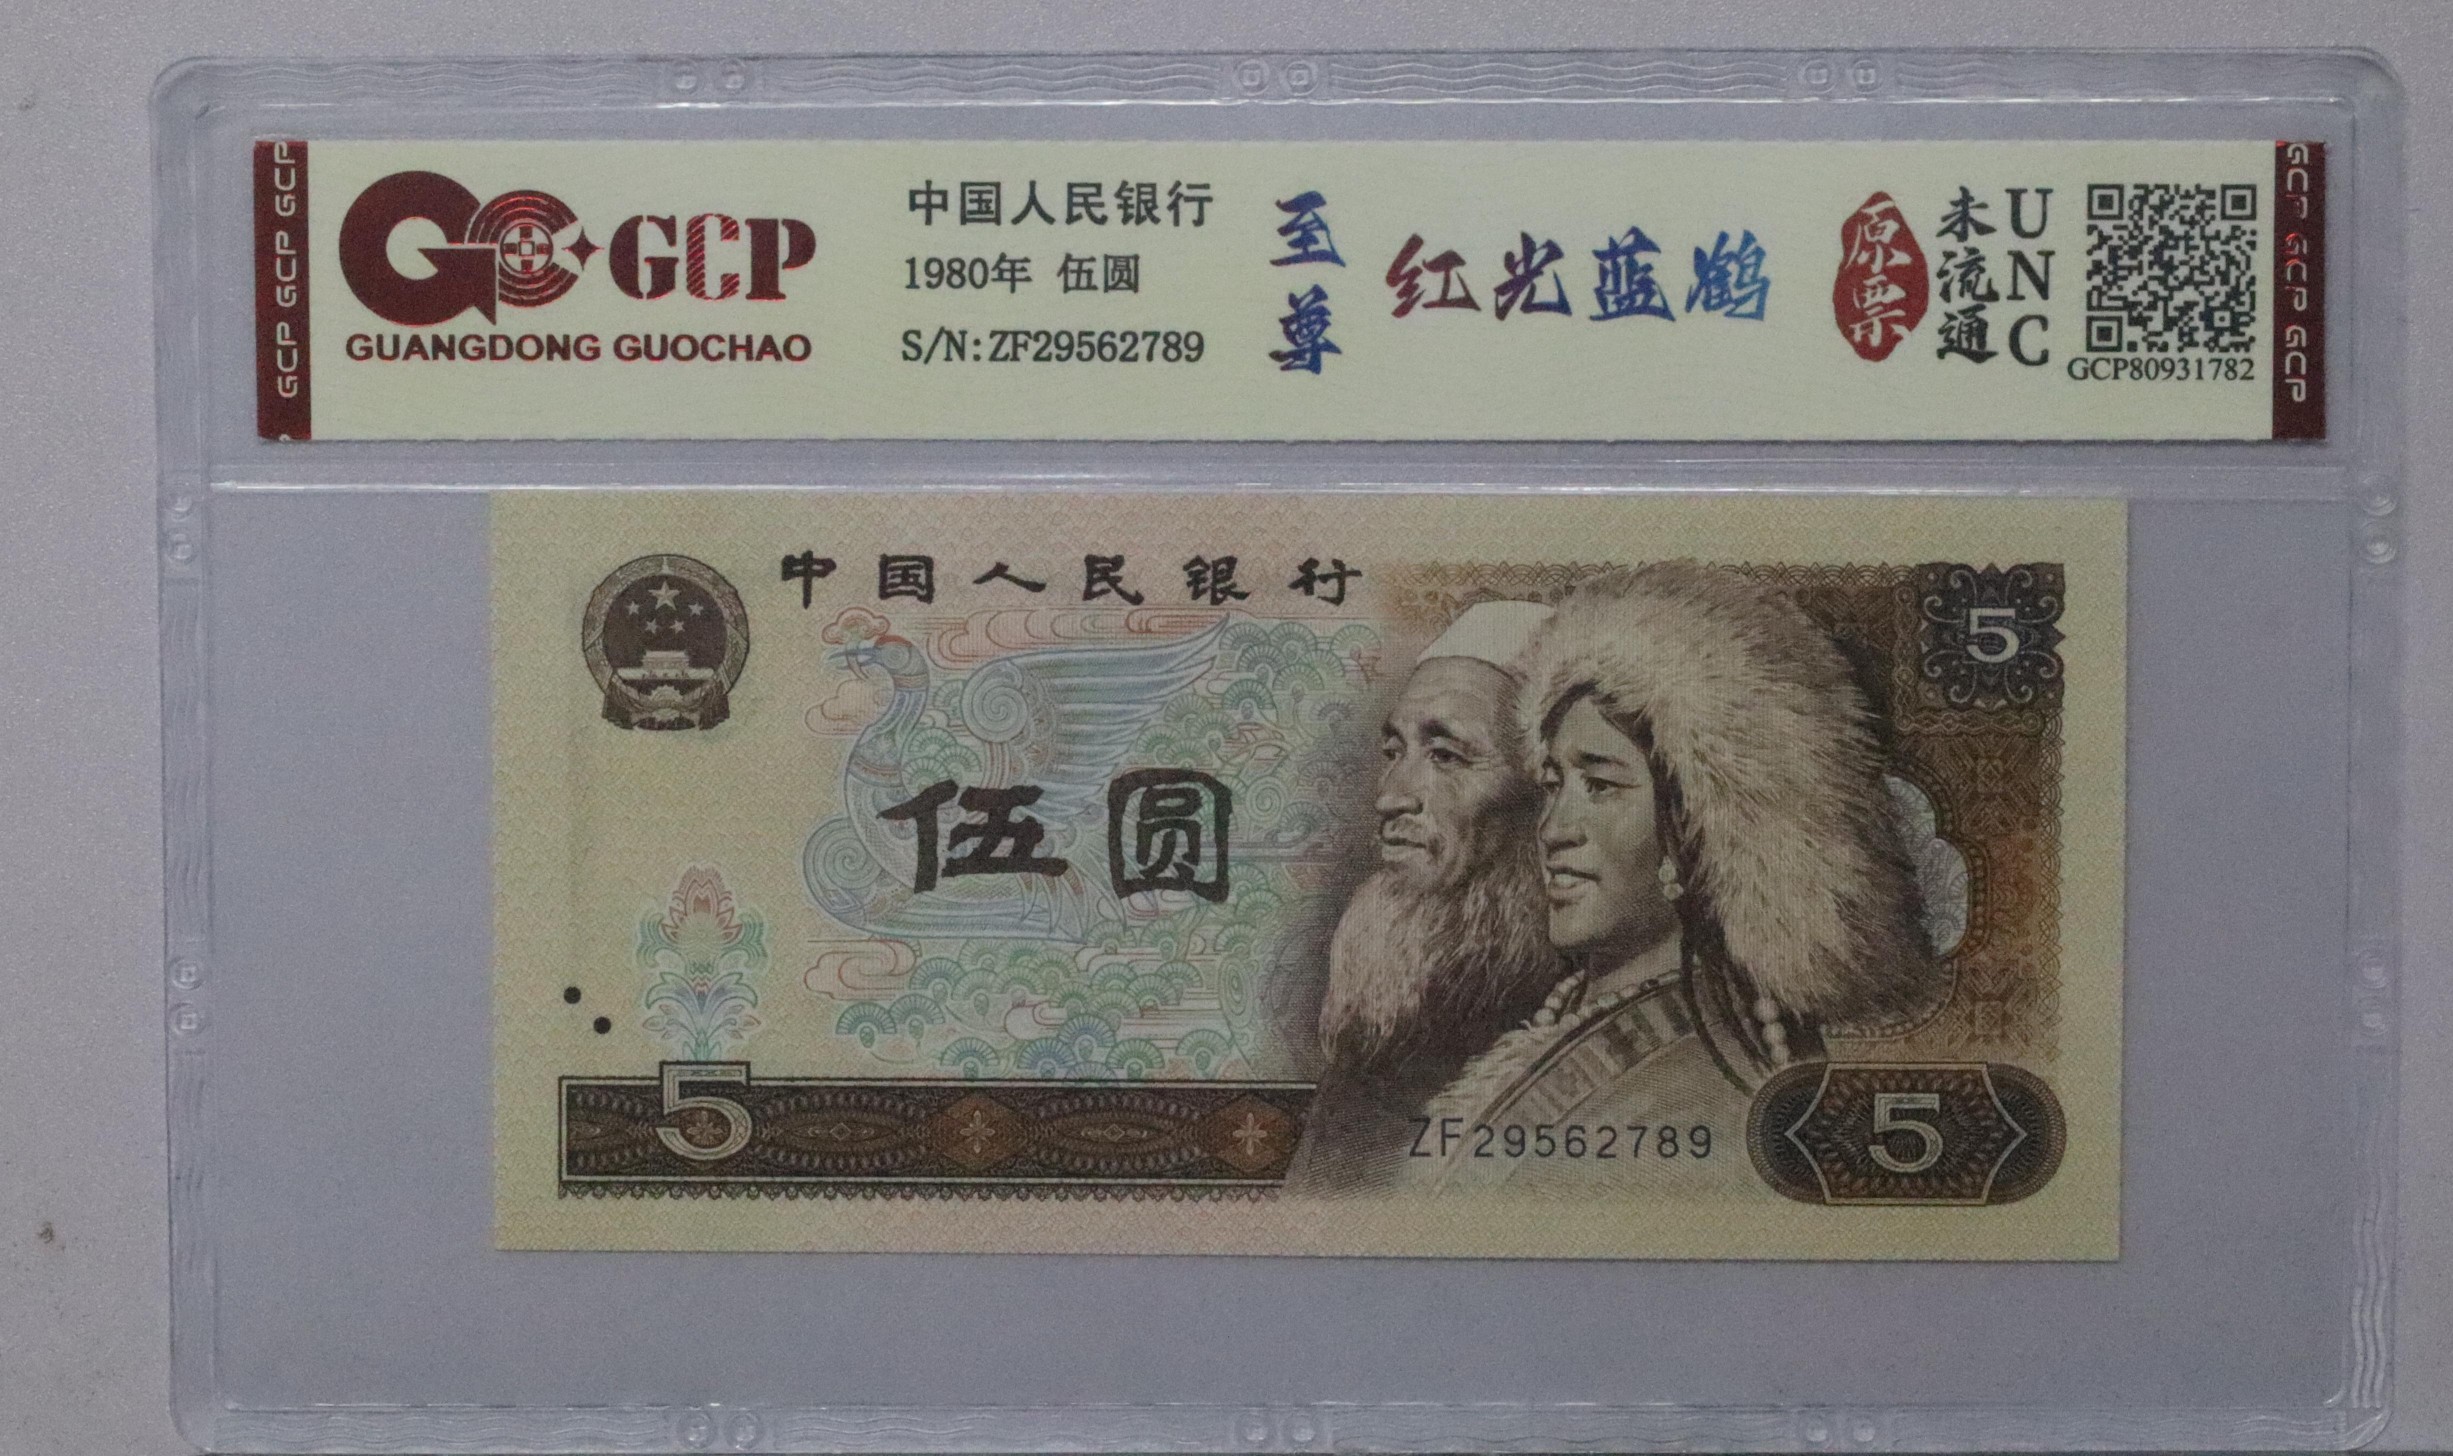 GCP GCP GCP
GCP
GUANGDONG GUOCHAO
中国人民银行
1980年 伍圆
S/N:ZF29562789
至尊
红光蓝鹤
原票
未流通
UNC
GCP80931782
GCP GCP GCP
中国人民银行
5
伍圆
5
ZF29562789
5